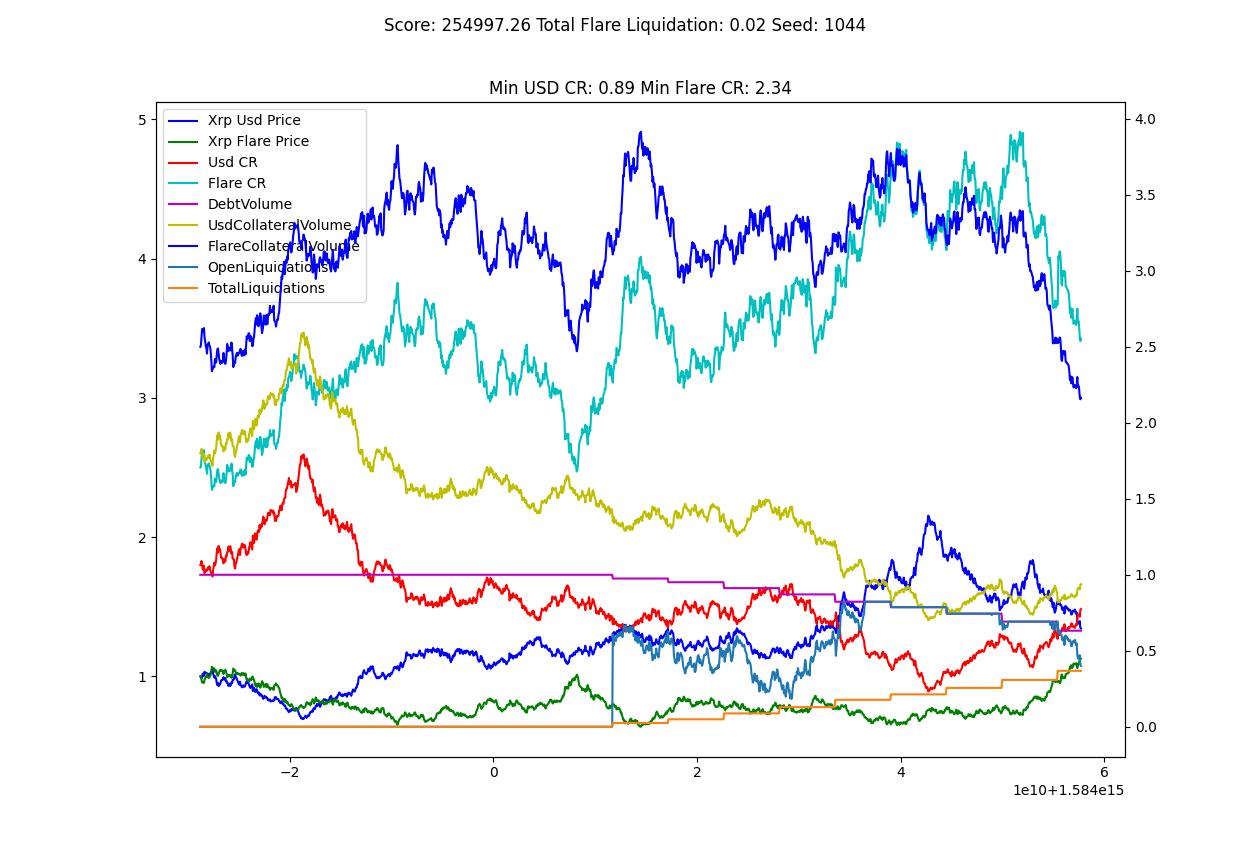 Score: 254997.26 Total Flare Liquidation: 0.02 Seed: 1044
Min USD CR: 0.89 Min Flare CR: 2.34
Xrp Usd Price
Xrp Flare Price
Usd CR
Flare CR
DebtVolume
UsdCollateralVolume
FlareCollateralVolume
OpenLiquidations
TotalLiquidations
5
4
3
2
1
4.0
3.5
3.0
2.5
2.0
1.5
1.0
0.5
0.0
−2
0
2
4
6
1e10+1.584e15